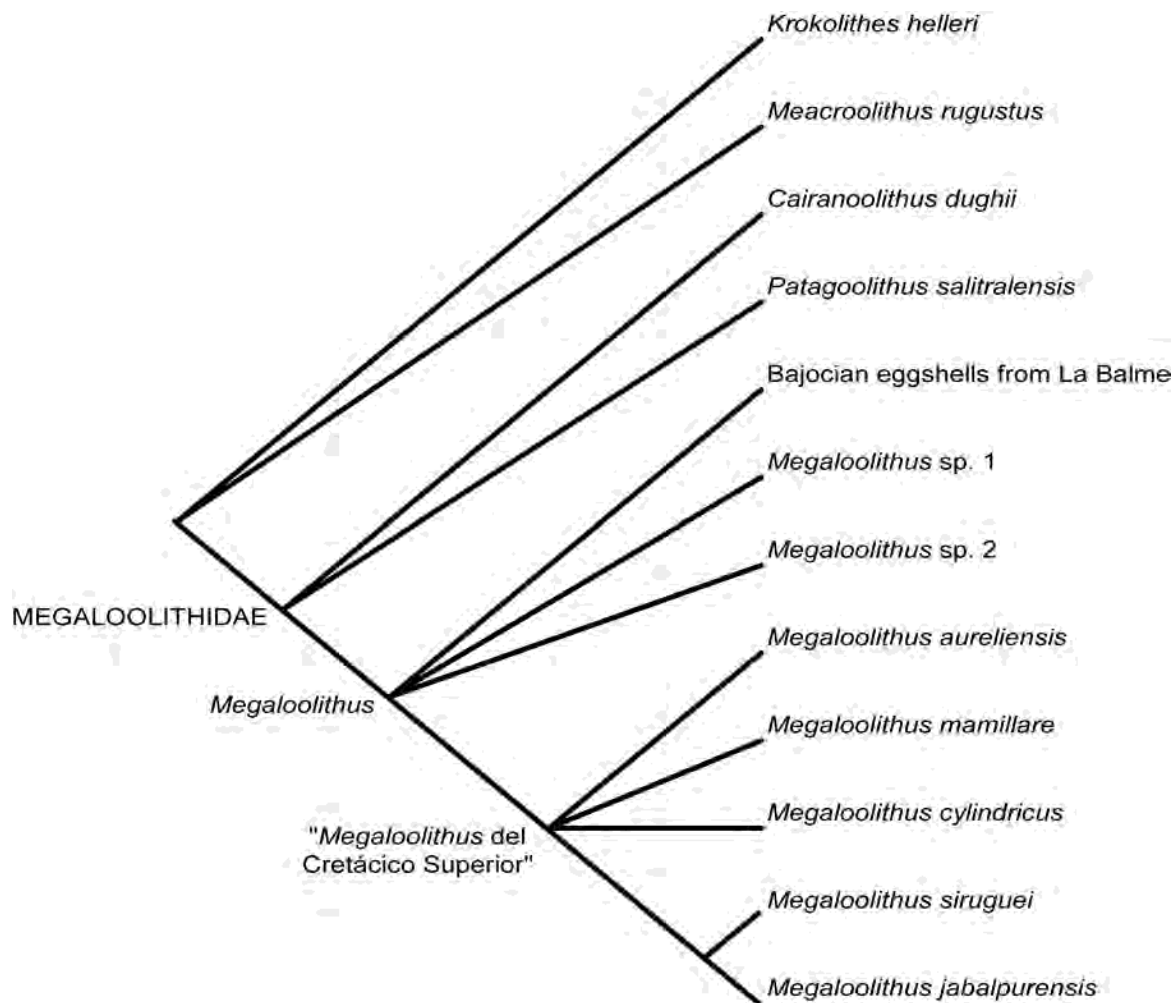 Krokolithes helleri
Meacroolithus rugustus
Cairanoolithus dughii
Patagoolithus salitralensis
Bajocian eggshells from La Balme
Megaloolithus sp. 1
Megaloolithus sp. 2
MEGALOOLITHIDAE
Megaloolithus aureliensis
Megaloolithus
Megaloolithus mamillare
Megaloolithus cylindricus
"Megaloolithus del
Cretácico Superior"
Megaloolithus siruguei
Megaloolithus jabalpurensis